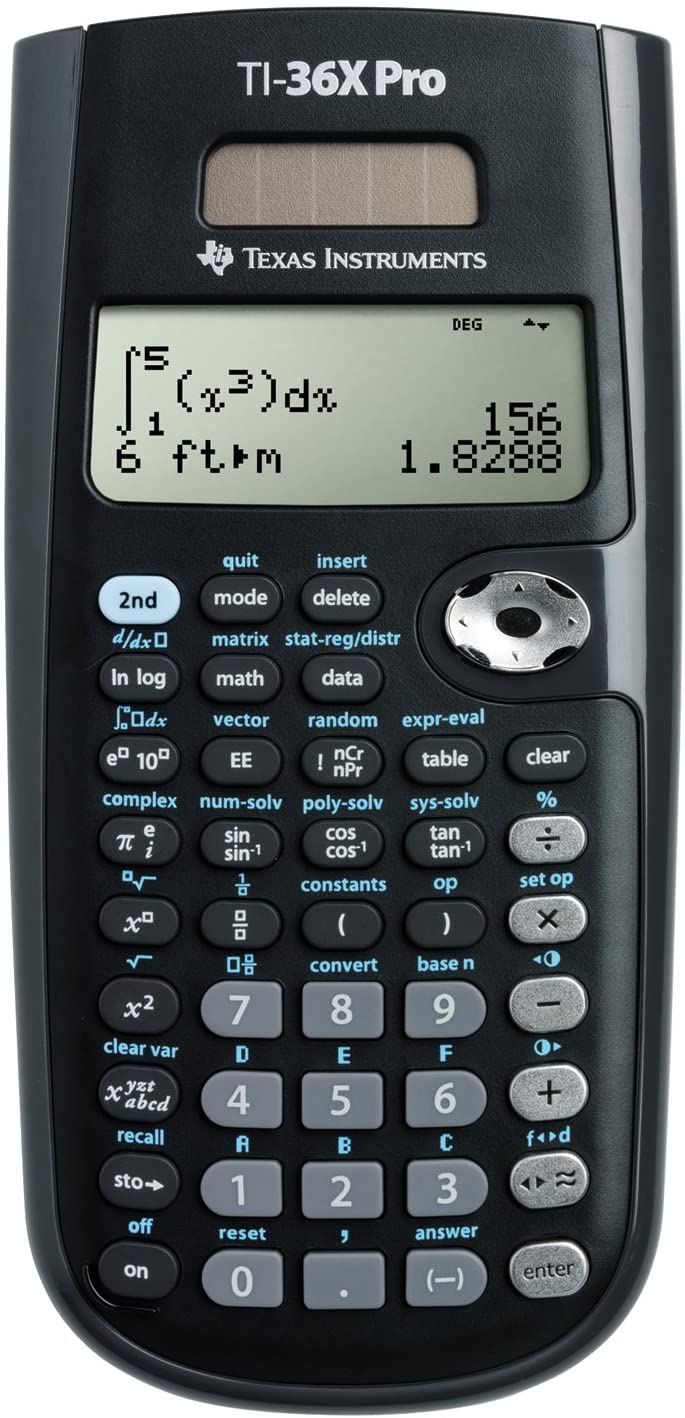 TI-36X Pro
TEXAS INSTRUMENTS
DEG
∫₁⁵(x³)dx 156
6 ft▸m 1.8288
quit insert
2nd mode delete
d/dx□ matrix stat-reg/distr
ln log math data
∫□dx vector random expr-eval
e□ 10□ EE ! nCr nPr table clear
complex num-solv poly-solv sys-solv %
π e i sin sin-1 cos cos-1 tan tan-1 ÷
□√ 1/□ constants op set op
x□ □/□ ( ) ×
√ □□/□ convert base n ◂◑
x² 7 8 9 −
clear var D E F ◑▸
x yzt abcd 4 5 6 +
recall A B C f◂▸d
sto→ 1 2 3 ◂▸≈
off reset , answer
on 0 . (—) enter